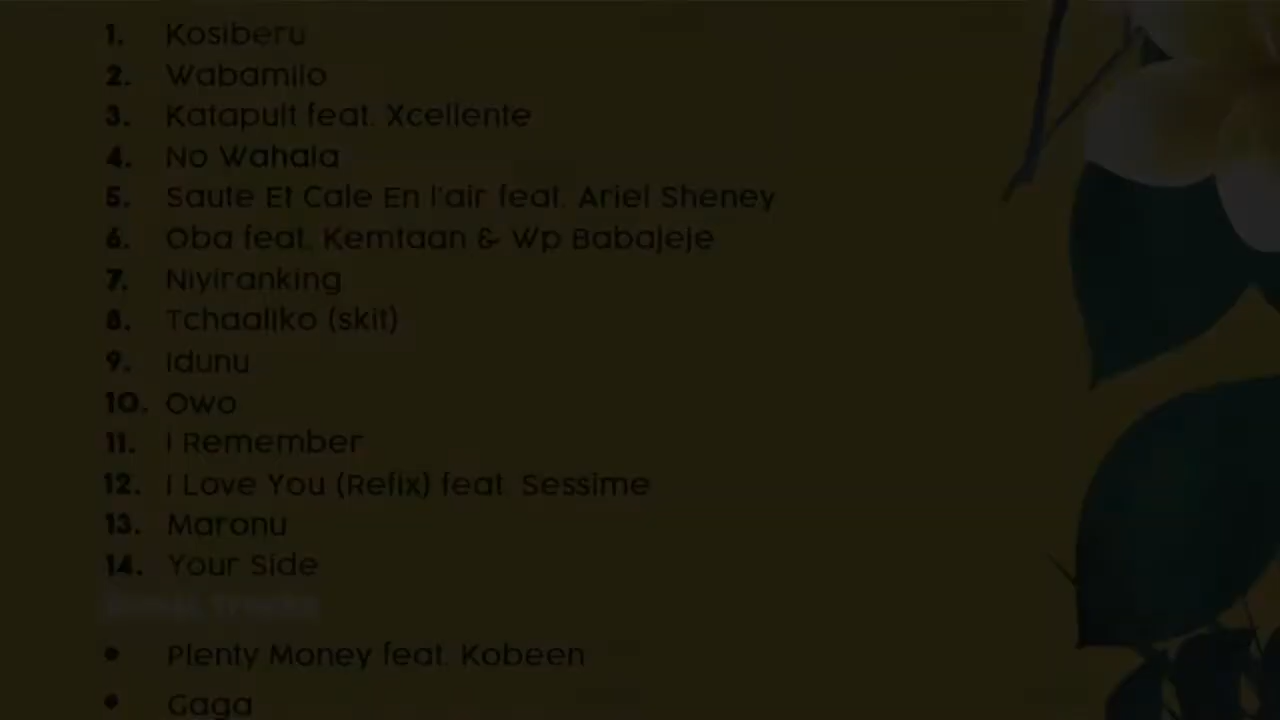 1. Kosiberu
2. Wabamiio
3. Katapult feat. Xcellente
4. No Wahala
5. Saute Et Cale En l'air feat. Ariel Sheney
6. Oba feat. Kemtaan & Wp Babajeje
7. Niyiranking
8. Tchaaliko (skit)
9. Idunu
10. Owo
11. I Remember
12. I Love You (Refix) feat. Sessime
13. Maronu
14. Your Side
• Plenty Money feat. Kobeen
• Gaga